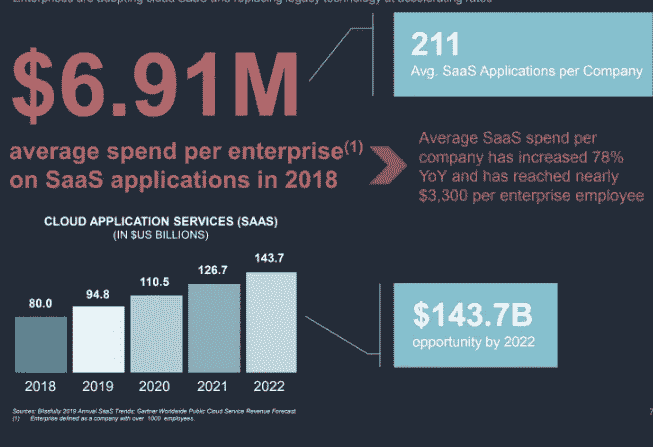 Enterprises are adopting cloud SaaS and replacing legacy technology at accelerating rates
$6.91M
average spend per enterprise(1)
on SaaS applications in 2018
211
Avg. SaaS Applications per Company
Average SaaS spend per
company has increased 78%
YoY and has reached nearly
$3,300 per enterprise employee
CLOUD APPLICATION SERVICES (SAAS)
(IN $US BILLIONS)
80.0
94.8
110.5
126.7
143.7
2018
2019
2020
2021
2022
$143.7B
opportunity by 2022
Sources: Blissfully 2019 Annual SaaS Trends; Gartner Worldwide Public Cloud Service Revenue Forecast.
(1) Enterprise defined as a company with over 1000 employees.
7